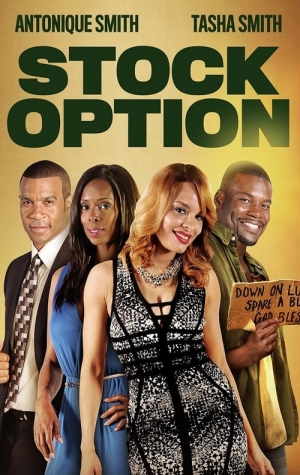 ANTONIQUE SMITH TASHA SMITH
STOCK
OPTION
DOWN ON
SPARE A
GOD BLES